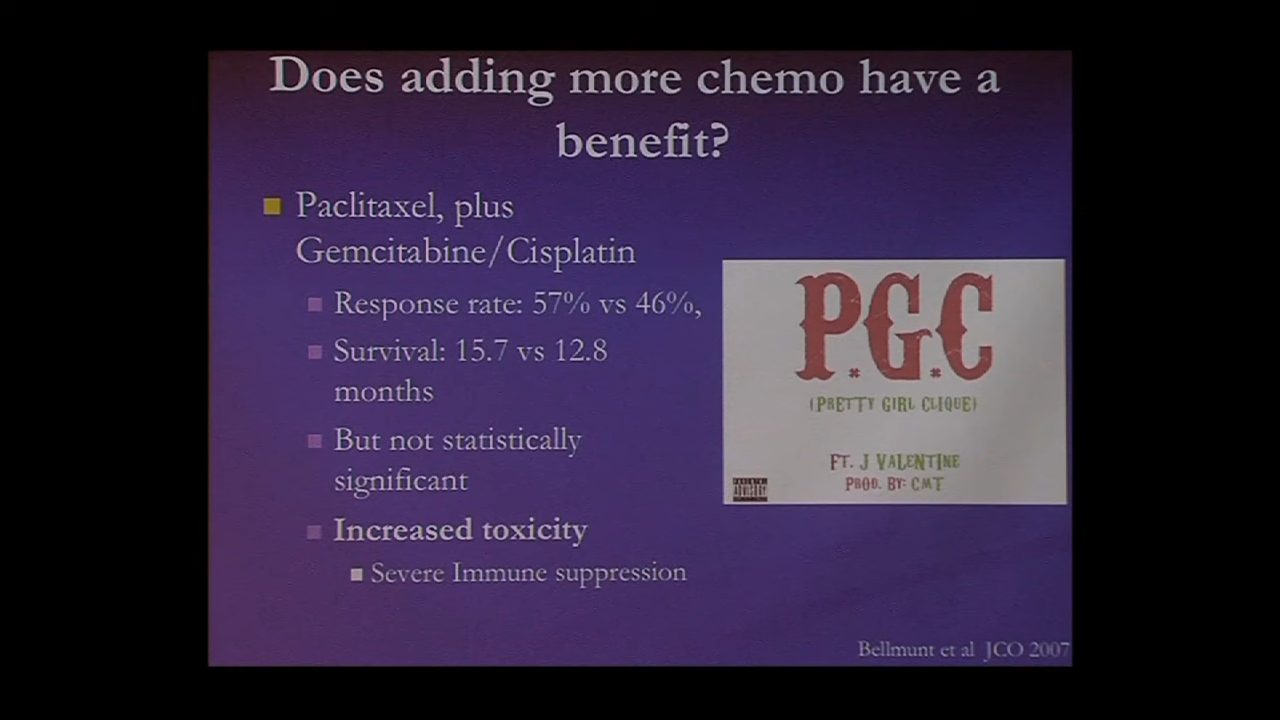 Does adding more chemo have a
benefit?
Paclitaxel, plus
Gemcitabine/Cisplatin
Response rate: 57% vs 46%,
Survival: 15.7 vs 12.8
months
But not statistically
significant
Increased toxicity
Severe Immune suppression
P.G.C
(PRETTY GIRL CLIQUE)
FT. J VALENTINE
PROD. BY: CMT
Bellmunt et al JCO 2007